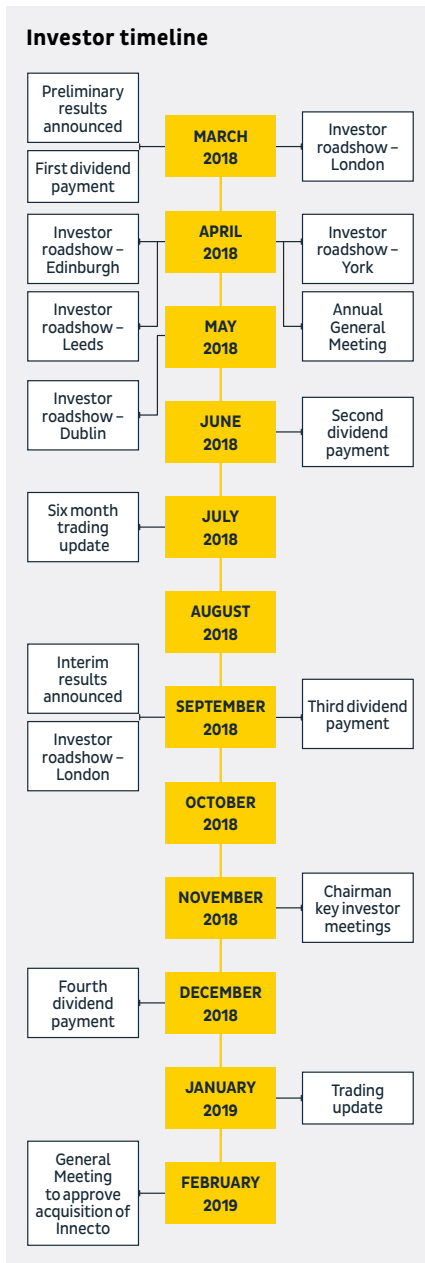 Investor timeline
Preliminary
results
announced
First dividend
payment
MARCH
2018
Investor
roadshow –
London
Investor
roadshow –
Edinburgh
Investor
roadshow –
Leeds
APRIL
2018
Investor
roadshow –
York
Annual
General
Meeting
MAY
2018
Investor
roadshow –
Dublin
JUNE
2018
Second
dividend
payment
Six month
trading
update
JULY
2018
AUGUST
2018
Interim
results
announced
Investor
roadshow –
London
SEPTEMBER
2018
Third dividend
payment
OCTOBER
2018
NOVEMBER
2018
Chairman
key investor
meetings
Fourth
dividend
payment
DECEMBER
2018
JANUARY
2019
Trading
update
General
Meeting
to approve
acquisition of
Innecto
FEBRUARY
2019